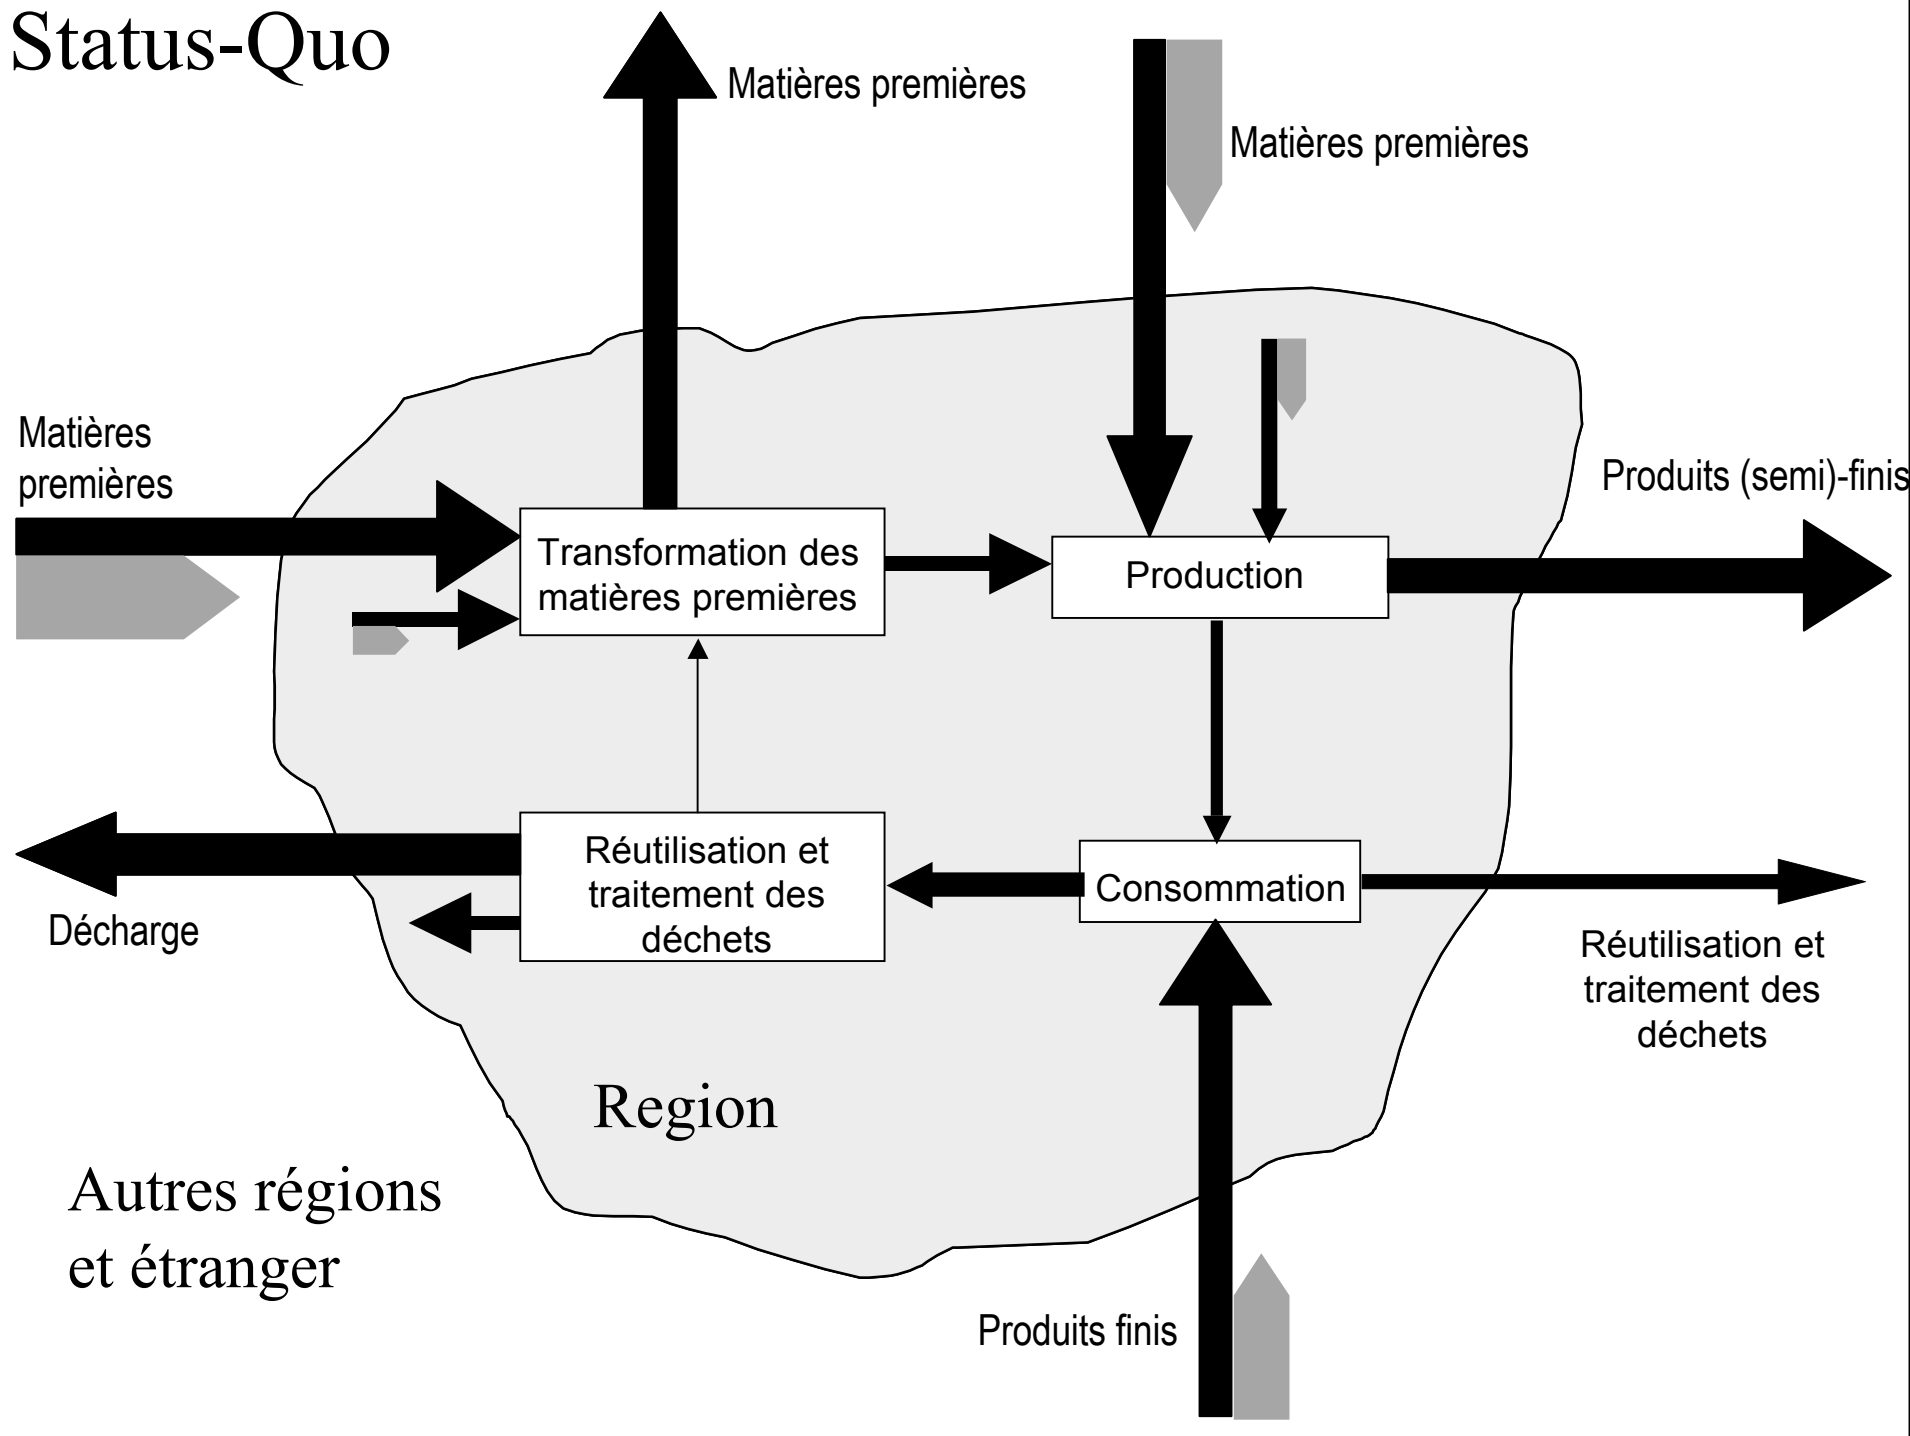 Status-Quo
Matières premières
Matières premières
Matières
premières
Produits (semi)-finis
Transformation des
matières premières
Production
Réutilisation et
traitement des
déchets
Consommation
Décharge
Réutilisation et
traitement des
déchets
Region
Autres régions
et étranger
Produits finis